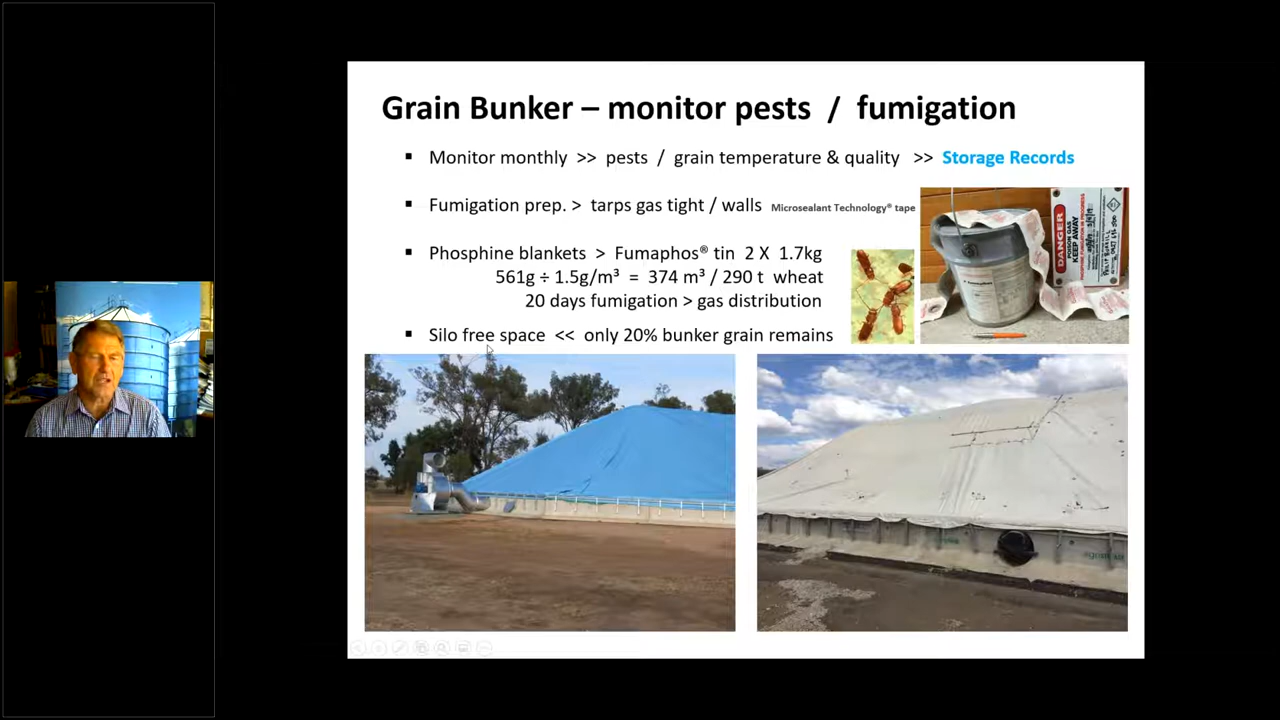 Grain Bunker – monitor pests / fumigation
▪ Monitor monthly >> pests / grain temperature & quality >> Storage Records
▪ Fumigation prep. > tarps gas tight / walls Microsealant Technology® tape
▪ Phosphine blankets > Fumaphos® tin 2 X 1.7kg
561g ÷ 1.5g/m³ = 374 m³ / 290 t wheat
20 days fumigation > gas distribution
▪ Silo free space << only 20% bunker grain remains
DANGER
POISON GAS
KEEP AWAY